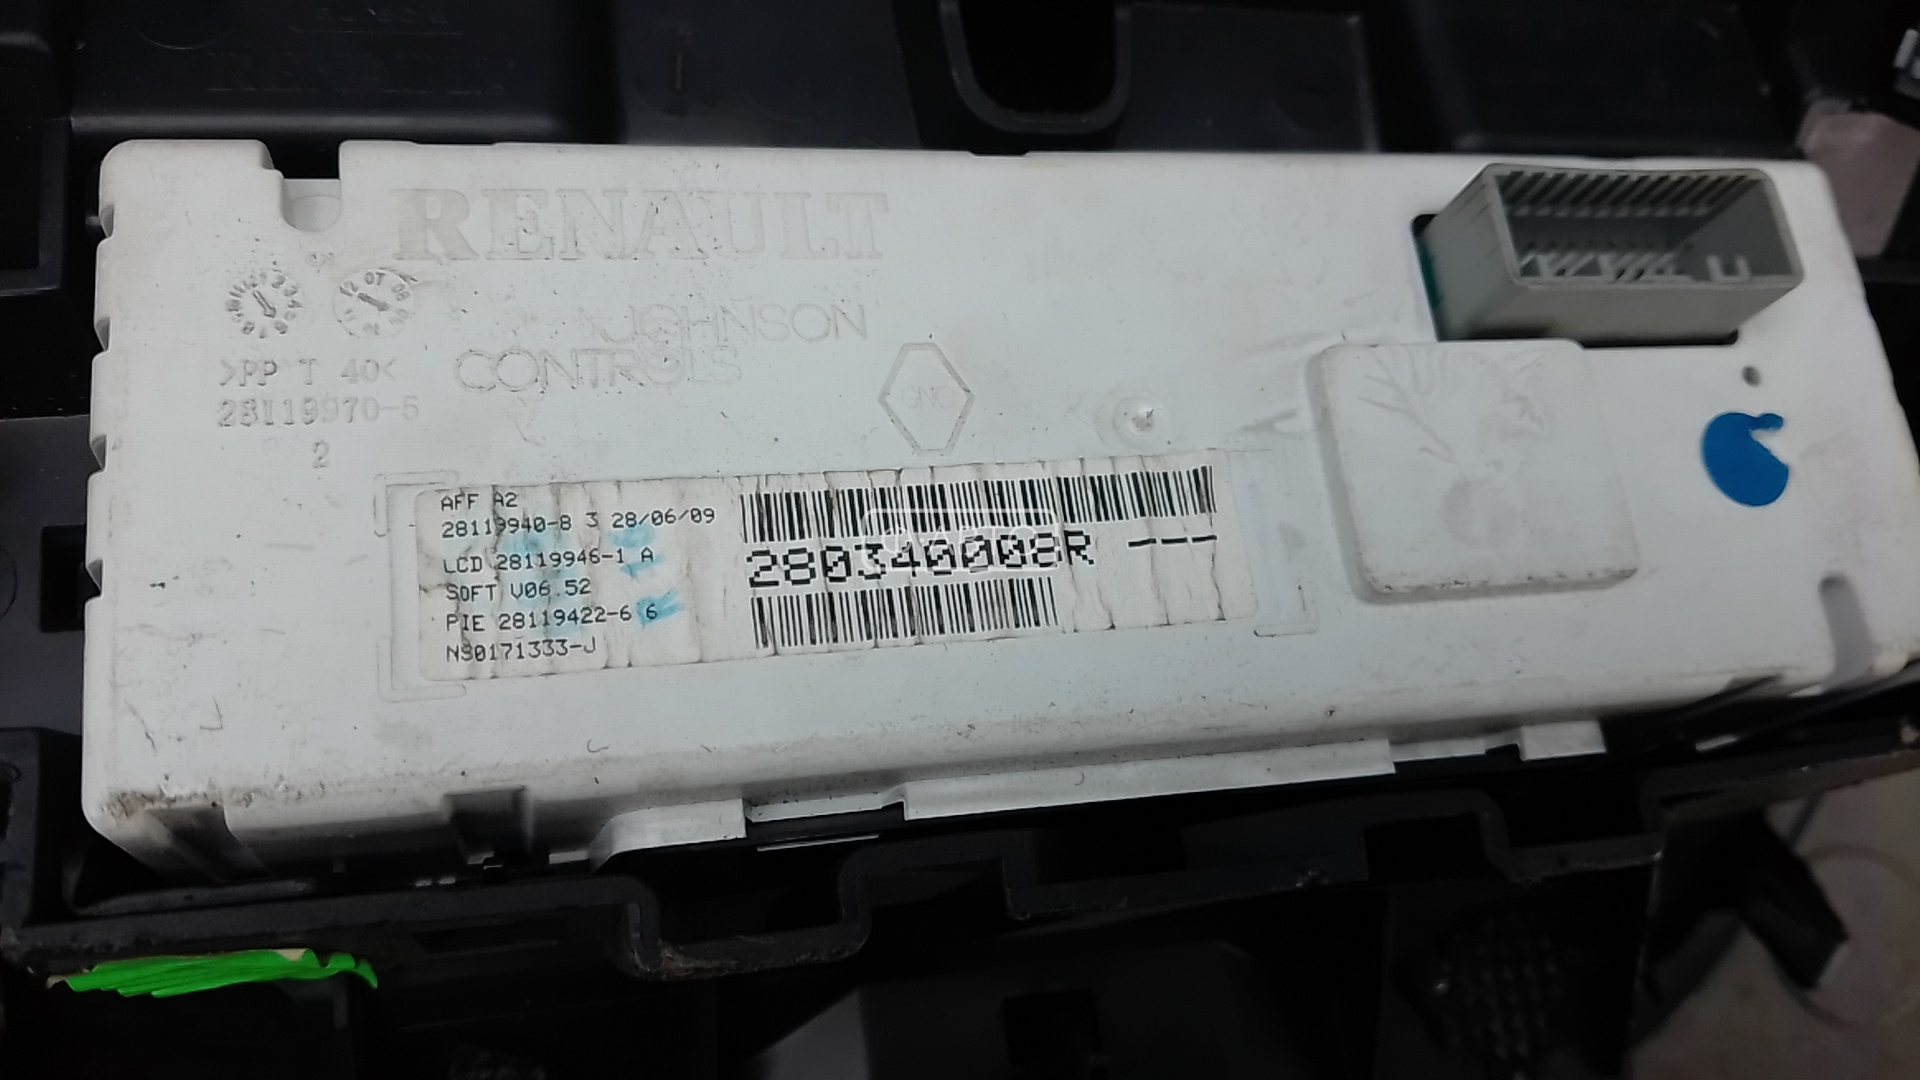 RENAULT
JOHNSON
CONTROLS
>PP T 40<
28119970-5
2
AFF A2
28119940-8 3 28/06/09
LCD 28119946-1 A
SOFT V06.52
PIE 28119422-6 6
NS0171333-J
280340008R ---